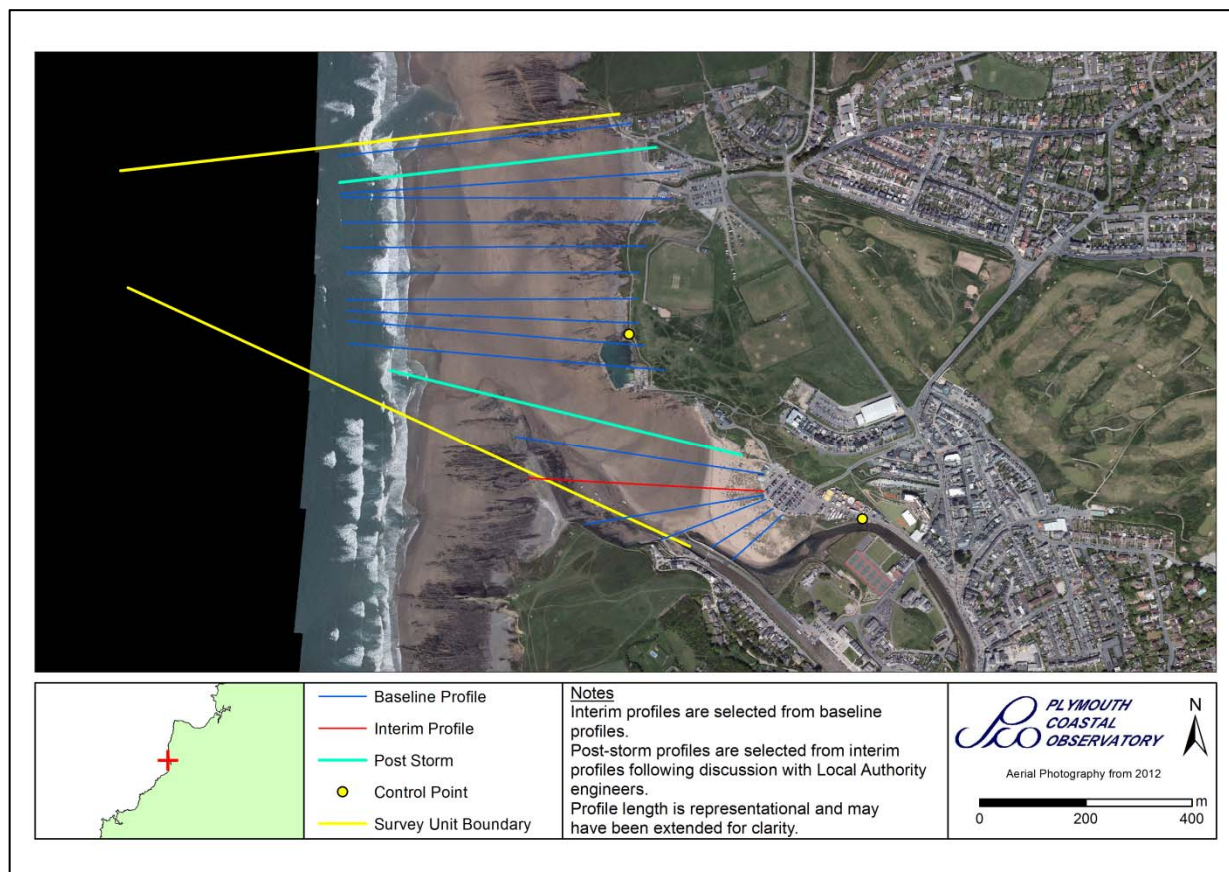 Baseline Profile
Interim Profile
Post Storm
Control Point
Survey Unit Boundary
Notes
Interim profiles are selected from baseline
profiles.
Post-storm profiles are selected from interim
profiles following discussion with Local Authority
engineers.
Profile length is representational and may
have been extended for clarity.
PCO
PLYMOUTH
COASTAL
OBSERVATORY
N
Aerial Photography from 2012
m
0 200 400